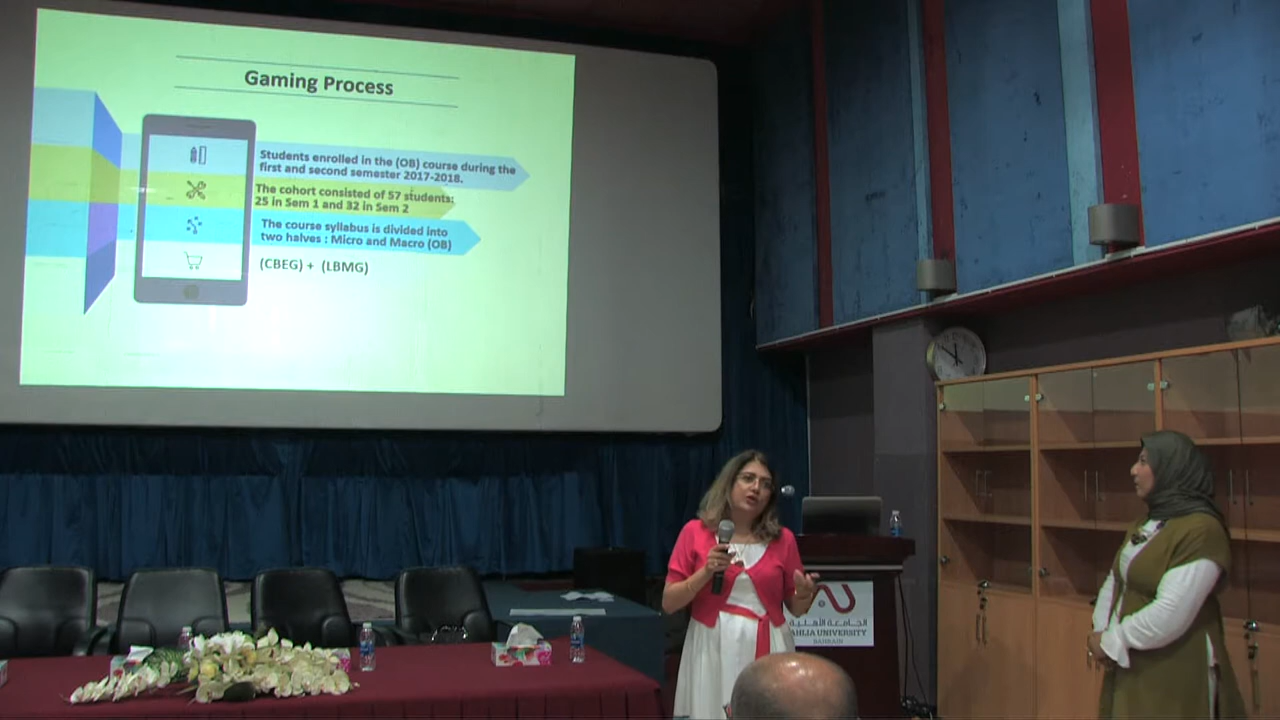 Gaming Process
Students enrolled in the (OB) course during the
first and second semester 2017-2018.
The cohort consisted of 57 students:
25 in Sem 1 and 32 in Sem 2
The course syllabus is divided into
two halves : Micro and Macro (OB)
(CBEG) + (LBMG)
الجامعة الأهلية
AHLIA UNIVERSITY
BAHRAIN